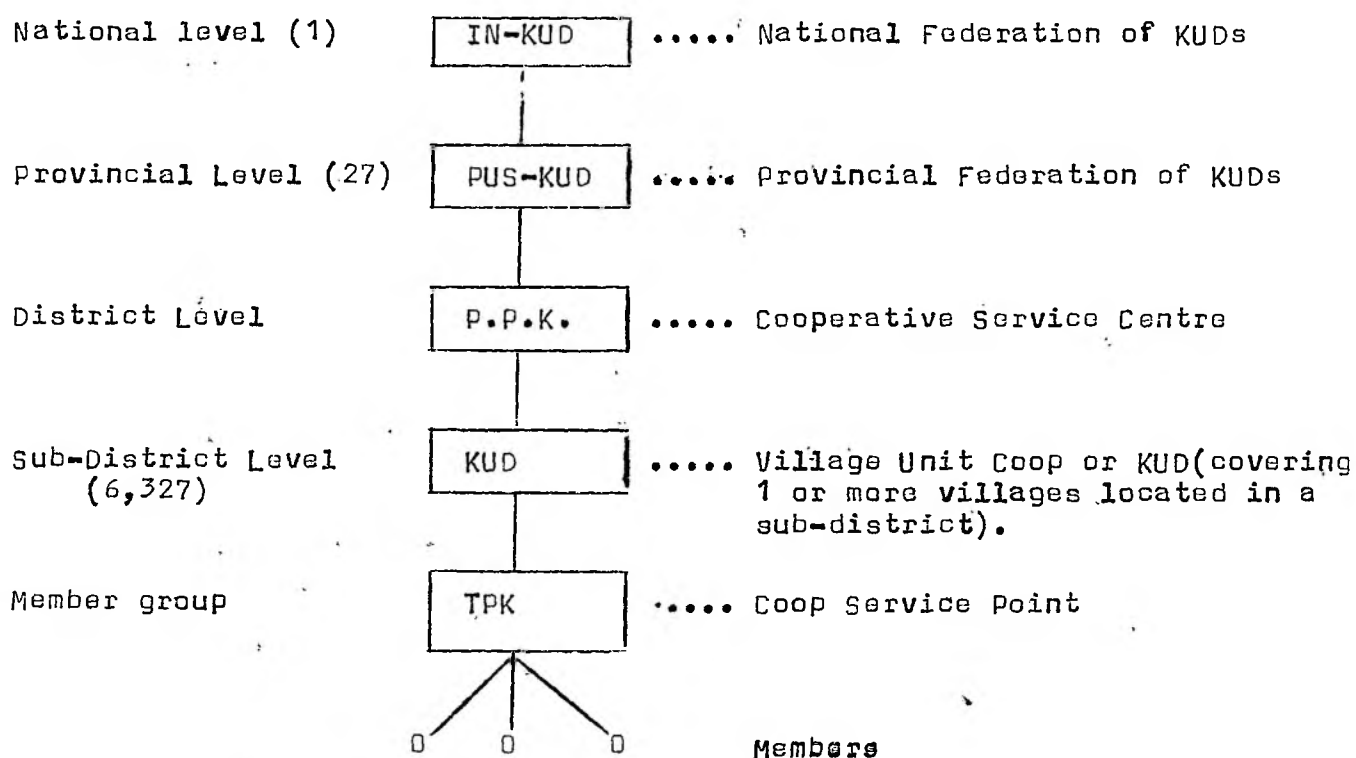 National level (1) IN-KUD ..... National Federation of KUDs
Provincial Level (27) PUS-KUD ..... Provincial Federation of KUDs
District Level P.P.K. ..... Cooperative Service Centre
Sub-District Level KUD ..... Village Unit Coop or KUD(covering
(6,327) 1 or more villages located in a
sub-district).
Member group TPK ..... Coop Service Point
O O O Members